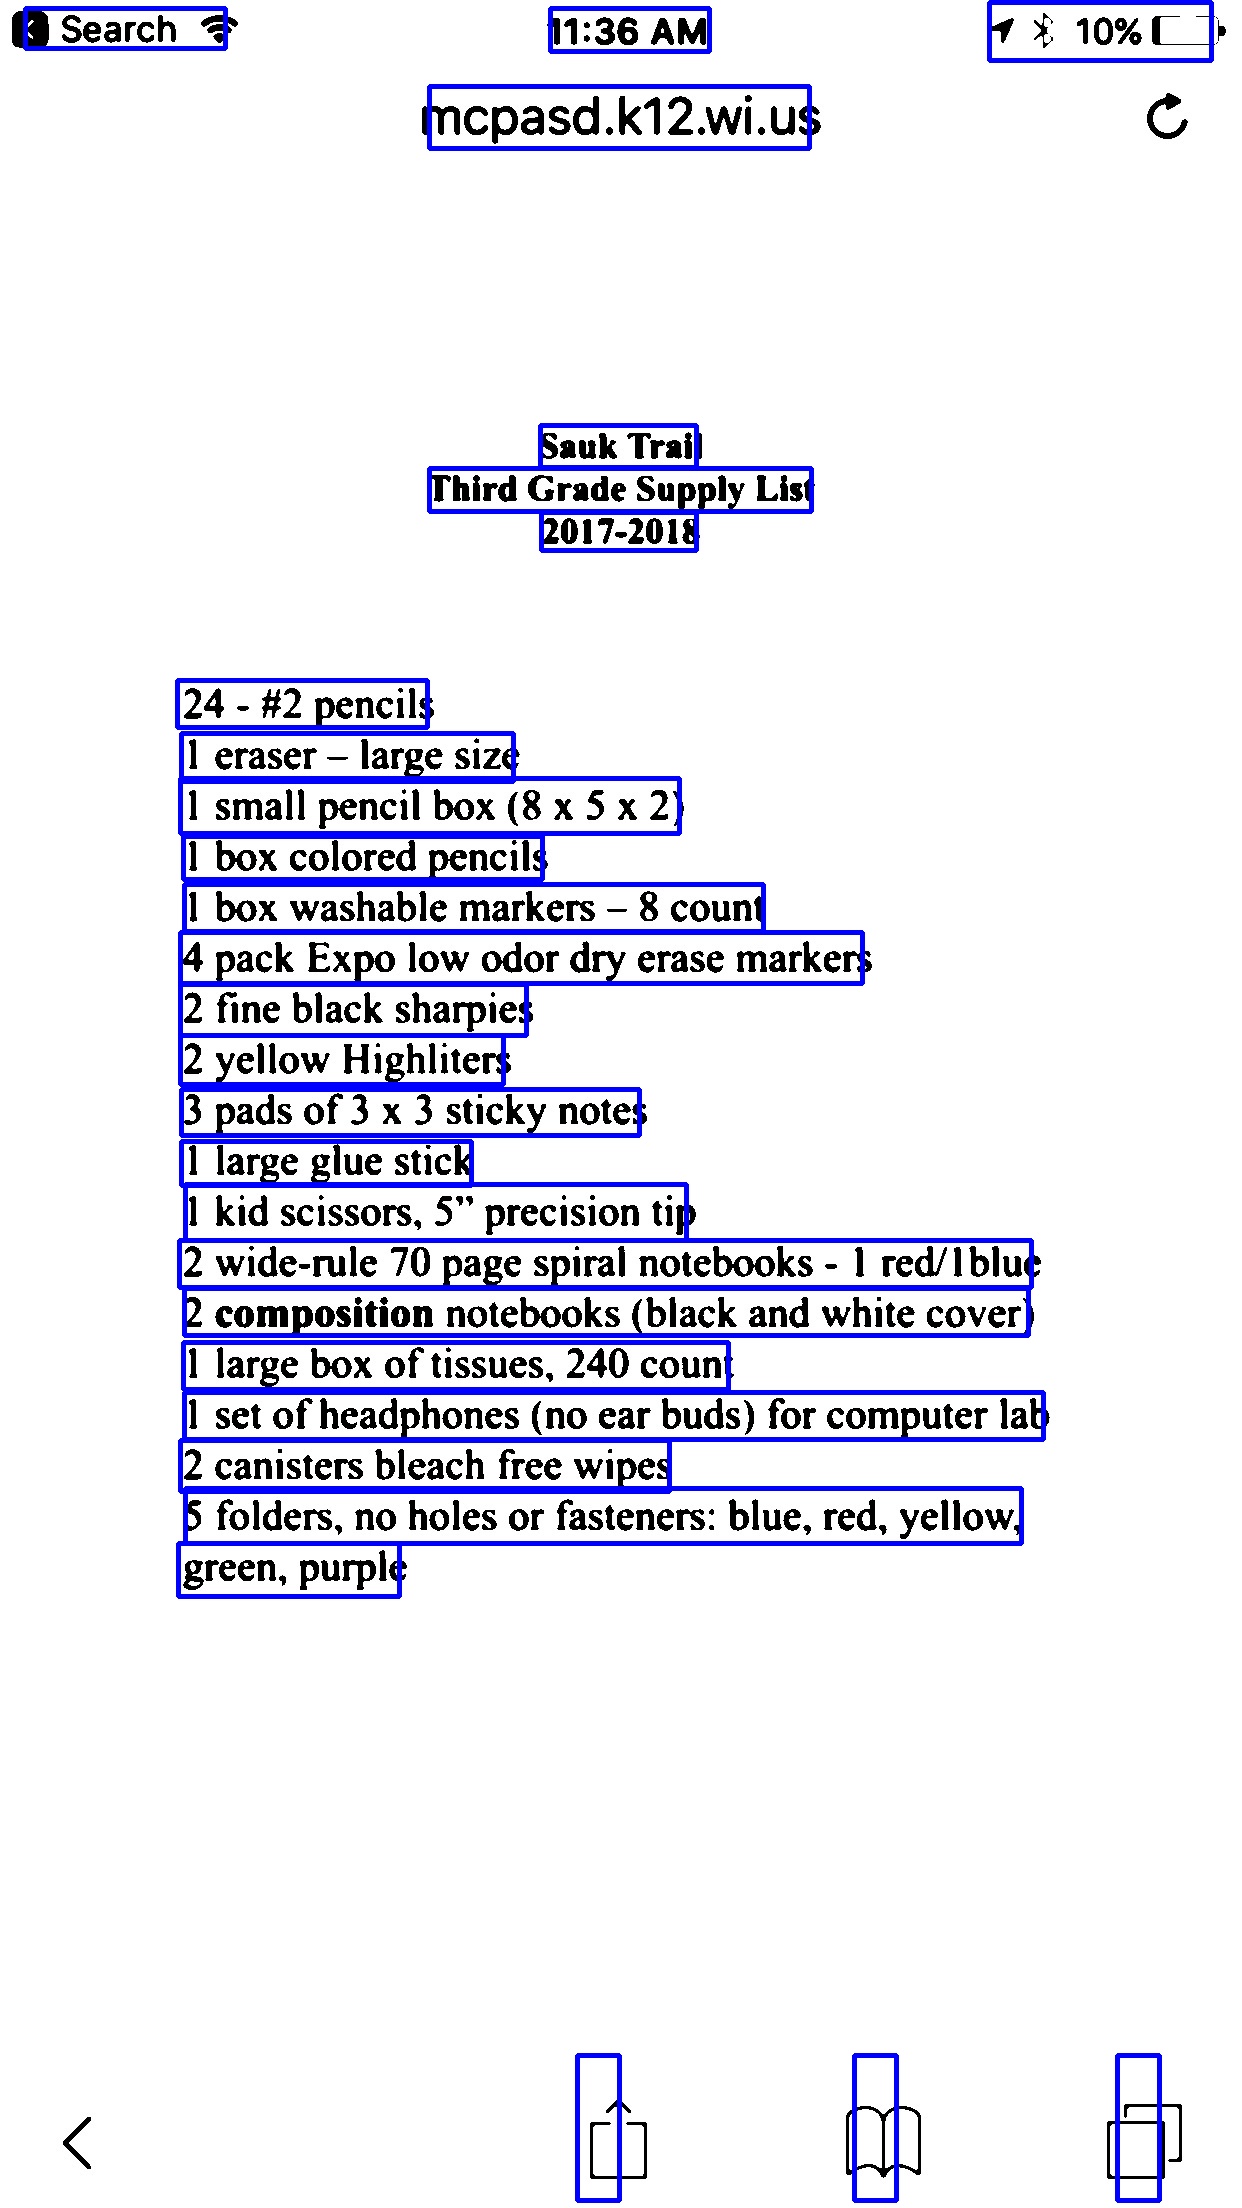 Search
11:36 AM
10%
mcpasd.k12.wi.us
Sauk Trail
Third Grade Supply List
2017-2018
24 - #2 pencils
1 eraser – large size
1 small pencil box (8 x 5 x 2)
1 box colored pencils
1 box washable markers – 8 count
4 pack Expo low odor dry erase markers
2 fine black sharpies
2 yellow Highliters
3 pads of 3 x 3 sticky notes
1 large glue stick
1 kid scissors, 5” precision tip
2 wide-rule 70 page spiral notebooks - 1 red/1blue
2 composition notebooks (black and white cover)
1 large box of tissues, 240 count
1 set of headphones (no ear buds) for computer lab
2 canisters bleach free wipes
5 folders, no holes or fasteners: blue, red, yellow,
green, purple